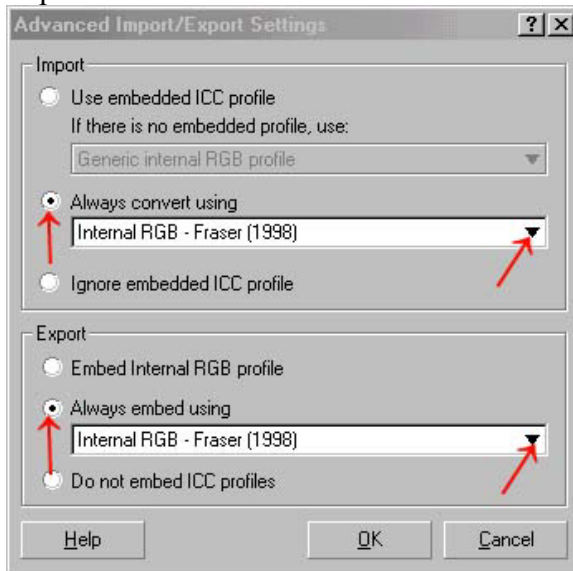 Advanced Import/Export Settings
Import
Use embedded ICC profile
If there is no embedded profile, use:
Generic internal RGB profile
Always convert using
Internal RGB - Fraser (1998)
Ignore embedded ICC profile
Export
Embed Internal RGB profile
Always embed using
Internal RGB - Fraser (1998)
Do not embed ICC profiles
Help OK Cancel